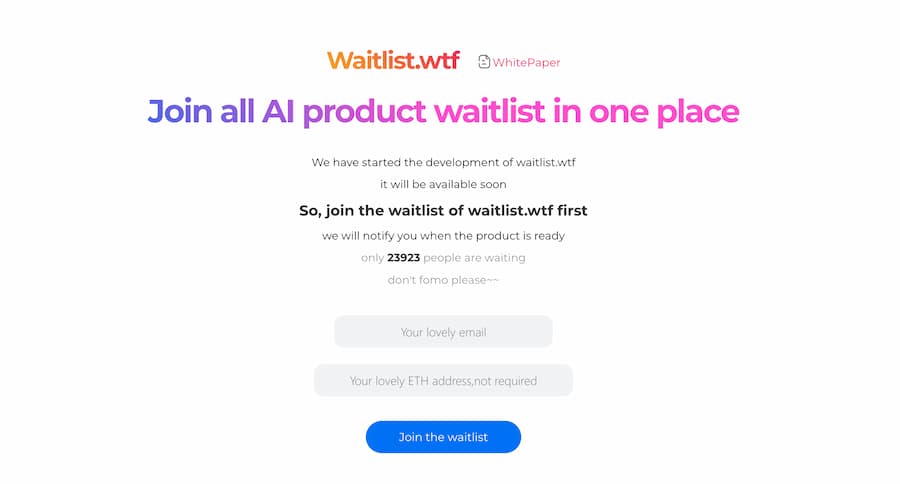 Waitlist.wtf WhitePaper
Join all AI product waitlist in one place
We have started the development of waitlist.wtf
it will be available soon
So, join the waitlist of waitlist.wtf first
we will notify you when the product is ready
only 23923 people are waiting
don't fomo please~~
Your lovely email
Your lovely ETH address,not required
Join the waitlist